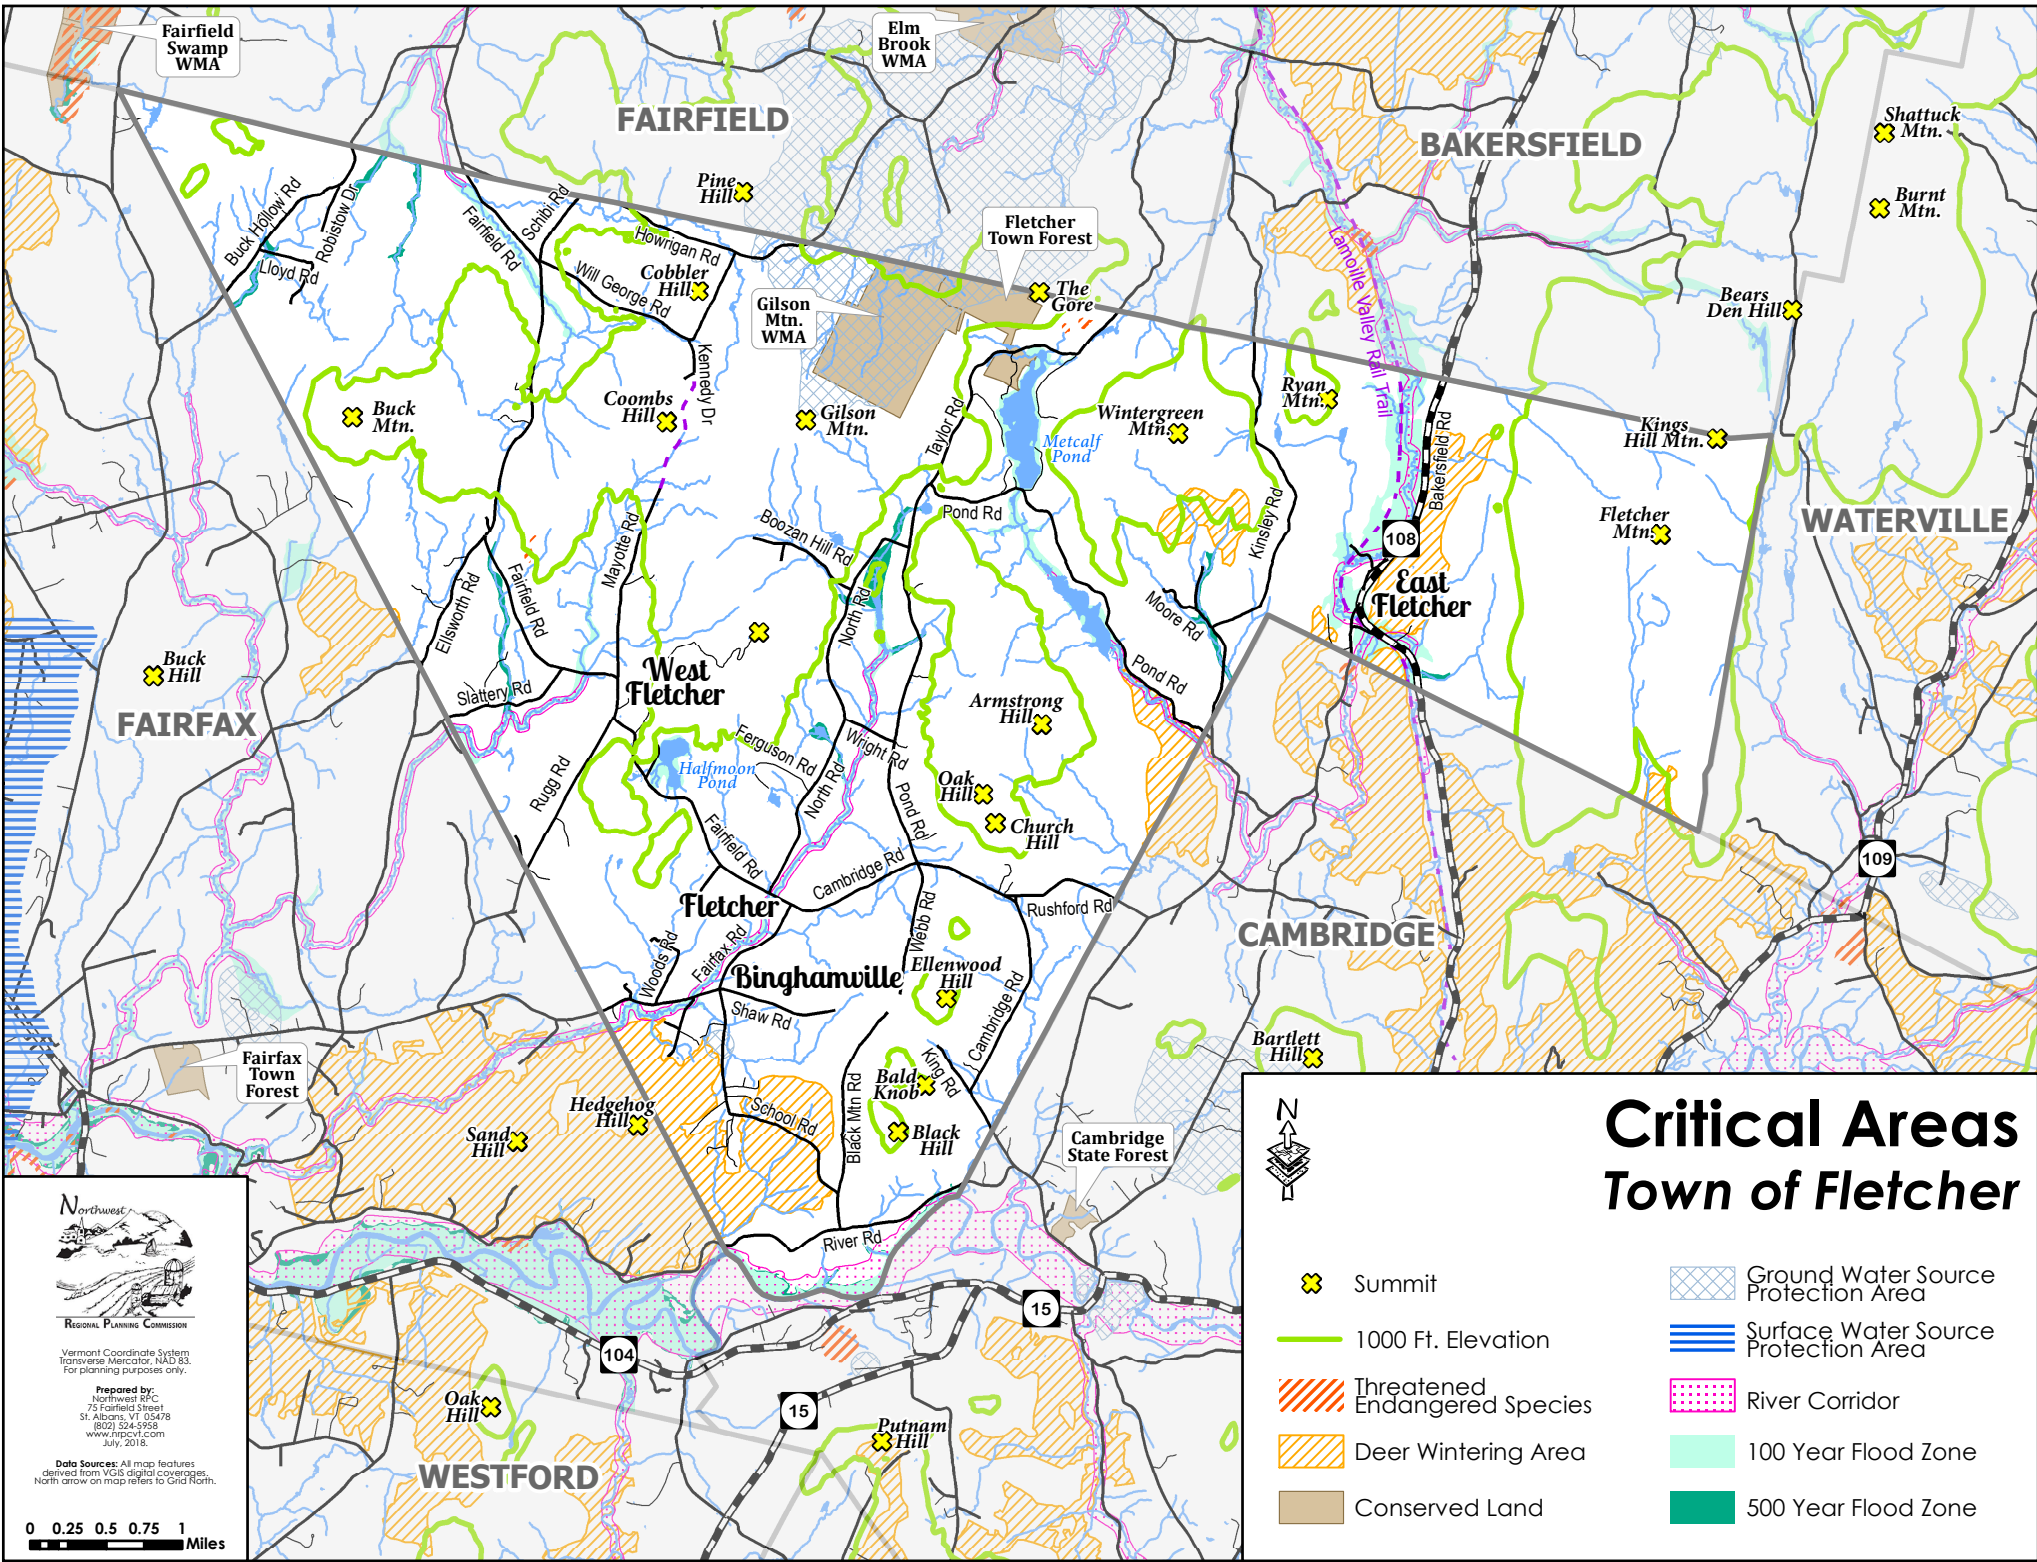 Fairfield
Swamp
WMA
Elm
Brook
WMA
FAIRFIELD
BAKERSFIELD
Shattuck
Mtn.
Burnt
Mtn.
Pine
Hill
Buck Hollow Rd
Robistow Dr
Lloyd Rd
Fairfield Rd
Schibi Rd
Howrigan Rd
Will George Rd
Cobbler
Hill
Fletcher
Town Forest
Gilson
Mtn.
WMA
The
Gore
Lamoille Valley Rail Trail
Bears
Den Hill
Kennedy Dr
Buck
Mtn.
Coombs
Hill
Gilson
Mtn.
Taylor Rd
Metcalf
Pond
Wintergreen
Mtn.
Ryan
Mtn.
Bakersfield Rd
Kings
Hill Mtn.
Fletcher
Mtn.
WATERVILLE
Pond Rd
Boozan Hill Rd
Kinsley Rd
108
East
Fletcher
Mayotte Rd
Ellsworth Rd
Fairfield Rd
North Rd
Moore Rd
Pond Rd
Buck
Hill
FAIRFAX
Slattery Rd
West
Fletcher
Armstrong
Hill
Ferguson Rd
Wright Rd
Halfmoon
Pond
Rugg Rd
North Rd
Pond Rd
Oak
Hill
Church
Hill
Fairfield Rd
Cambridge Rd
109
Fletcher
Webb Rd
Rushford Rd
CAMBRIDGE
Woods Rd
Fairfax Rd
Binghamville
Ellenwood
Hill
Cambridge Rd
Shaw Rd
Bartlett
Hill
Fairfax
Town
Forest
King Rd
Bald
Knob
Black Mtn Rd
School Rd
Black
Hill
Hedgehog
Hill
Sand
Hill
Cambridge
State Forest
River Rd
15
104
15
Oak
Hill
Putnam
Hill
WESTFORD
Northwest
REGIONAL PLANNING COMMISSION
Vermont Coordinate System
Transverse Mercator, NAD 83.
For planning purposes only.
Prepared by:
Northwest RPC
75 Fairfield Street
St. Albans, VT 05478
(802) 524-5958
www.nrpcvt.com
July, 2018.
Data Sources: All map features
derived from VGIS digital coverages.
North arrow on map refers to Grid North.
0 0.25 0.5 0.75 1
Miles
N
Critical Areas
Town of Fletcher
Summit
1000 Ft. Elevation
Threatened
Endangered Species
Deer Wintering Area
Conserved Land
Ground Water Source
Protection Area
Surface Water Source
Protection Area
River Corridor
100 Year Flood Zone
500 Year Flood Zone